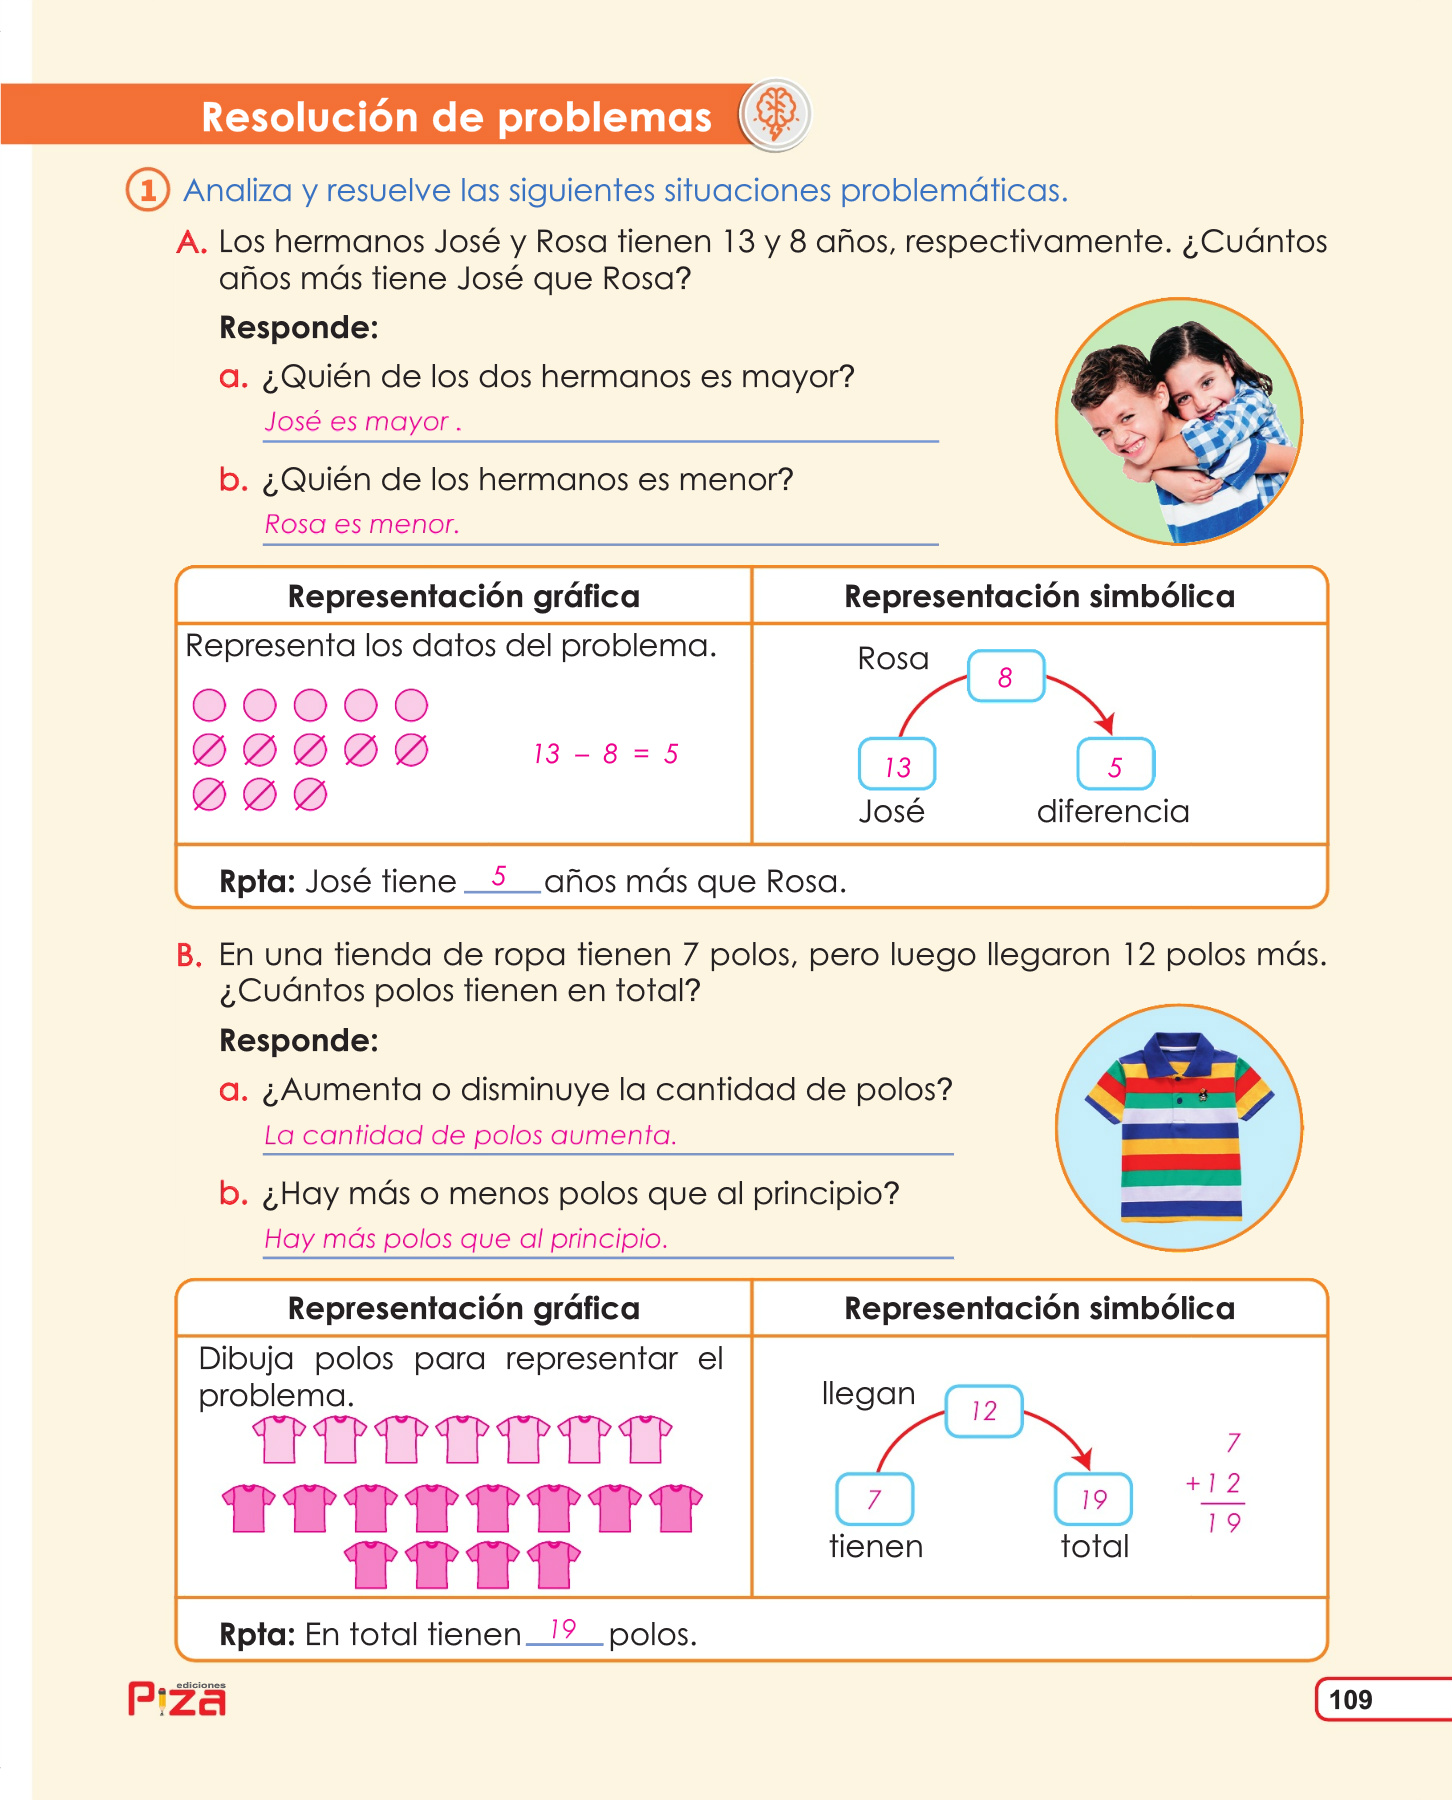 Resolución de problemas
1 Analiza y resuelve las siguientes situaciones problemáticas.
A. Los hermanos José y Rosa tienen 13 y 8 años, respectivamente. ¿Cuántos
años más tiene José que Rosa?
Responde:
a. ¿Quién de los dos hermanos es mayor?
José es mayor .
b. ¿Quién de los hermanos es menor?
Rosa es menor.
Representación gráfica
Representación simbólica
Representa los datos del problema.
13 – 8 = 5
Rosa
8
13
5
José
diferencia
Rpta: José tiene 5 años más que Rosa.
B. En una tienda de ropa tienen 7 polos, pero luego llegaron 12 polos más.
¿Cuántos polos tienen en total?
Responde:
a. ¿Aumenta o disminuye la cantidad de polos?
La cantidad de polos aumenta.
b. ¿Hay más o menos polos que al principio?
Hay más polos que al principio.
Representación gráfica
Representación simbólica
Dibuja polos para representar el
problema.
llegan
12
7
19
tienen
total
7
+ 1 2
1 9
Rpta: En total tienen 19 polos.
ediciones
Piza
109